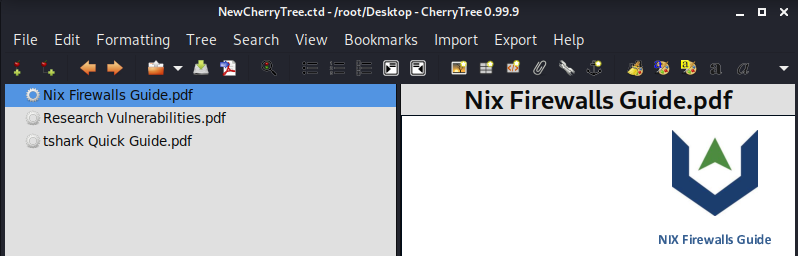 NewCherryTree.ctd - /root/Desktop - CherryTree 0.99.9
File Edit Formatting Tree Search View Bookmarks Import Export Help
Nix Firewalls Guide.pdf
Research Vulnerabilities.pdf
tshark Quick Guide.pdf
Nix Firewalls Guide.pdf
NIX Firewalls Guide